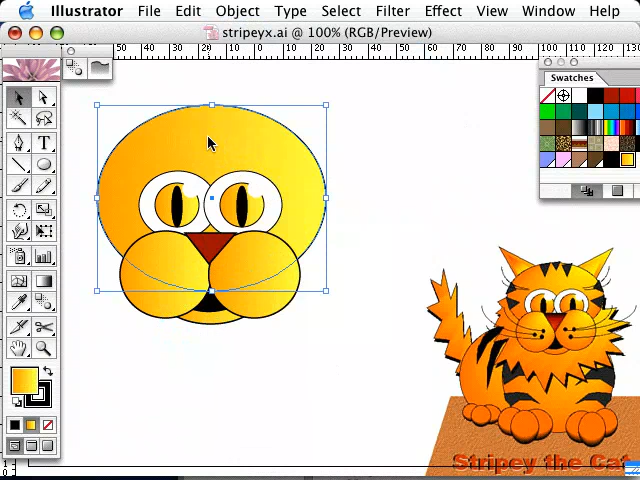 Illustrator File Edit Object Type Select Filter Effect View Window Help
stripeyx.ai @ 100% (RGB/Preview)
50 40 30 20 10 0 10 20 30 40 50 60 70 80 90 100 110 120 130
Swatches
T
Stripey the Cat